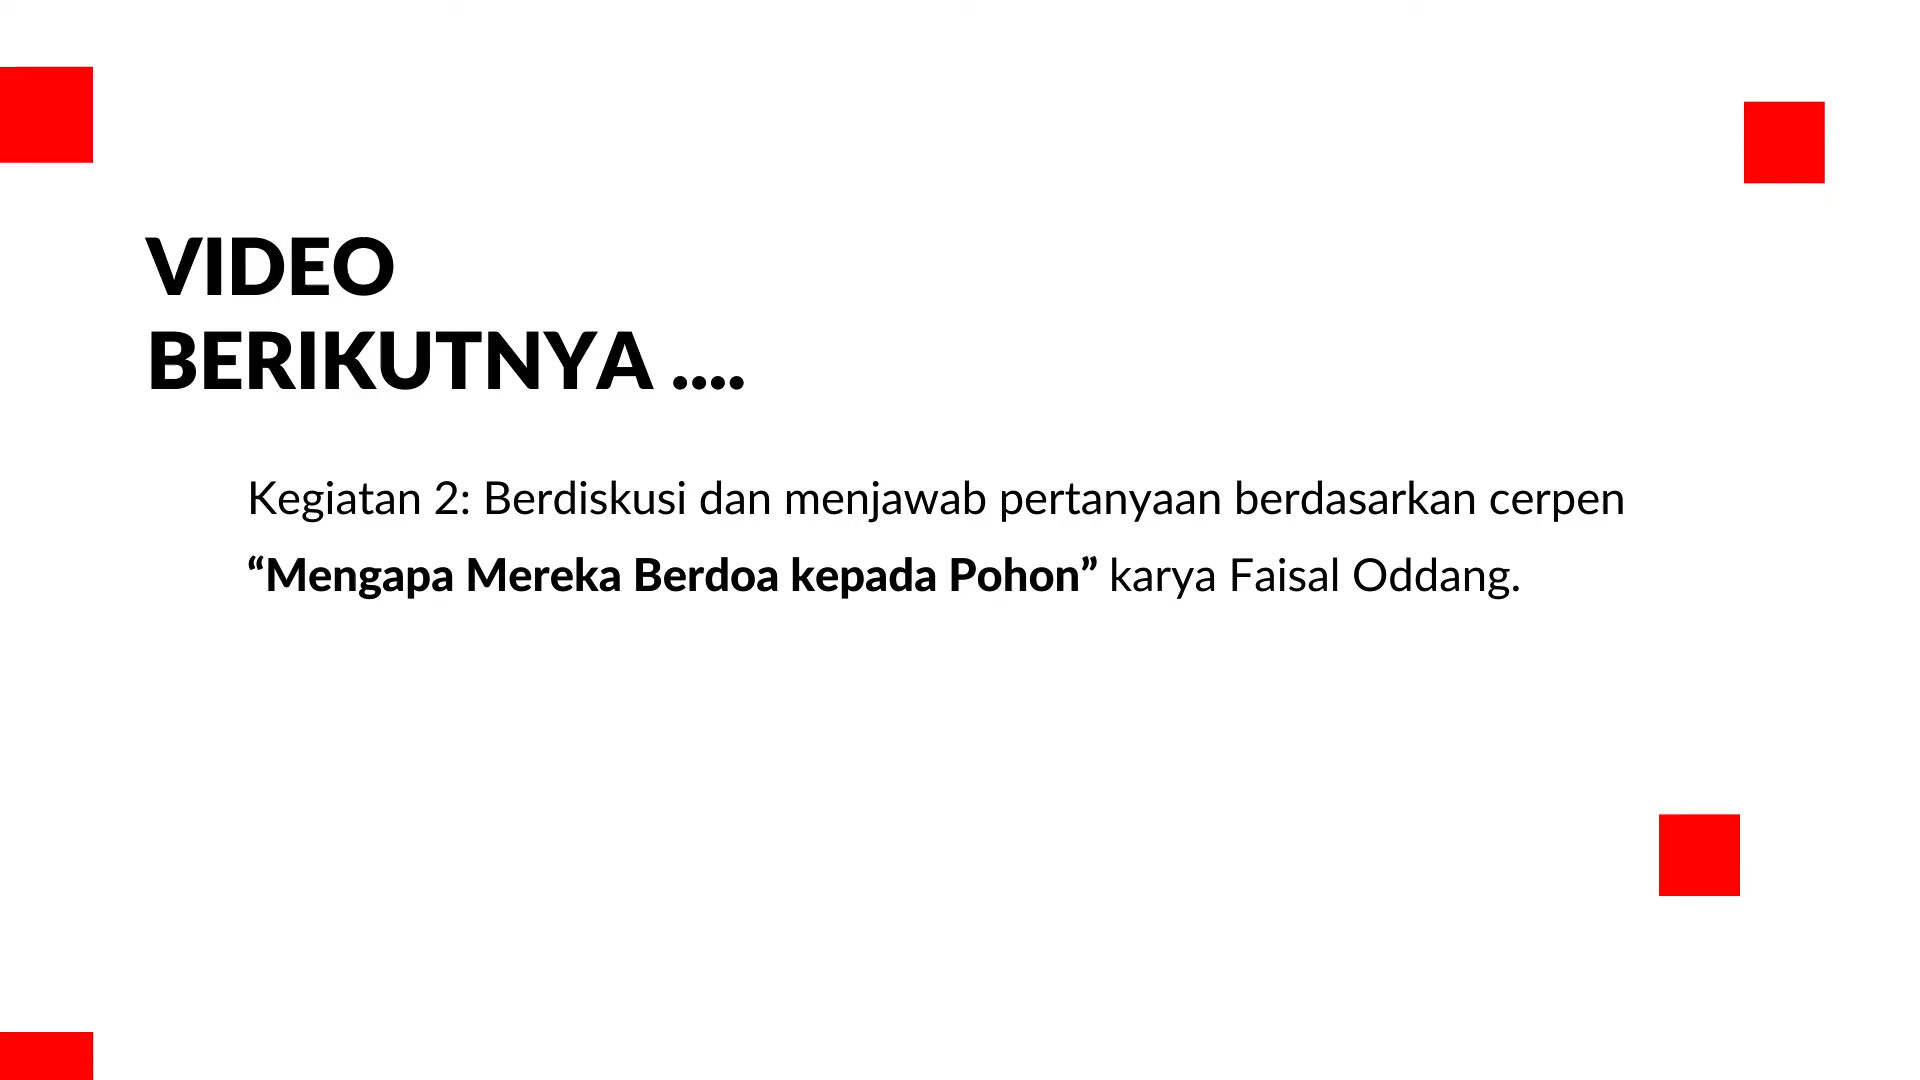 VIDEO
BERIKUTNYA ....
Kegiatan 2: Berdiskusi dan menjawab pertanyaan berdasarkan cerpen
“Mengapa Mereka Berdoa kepada Pohon” karya Faisal Oddang.